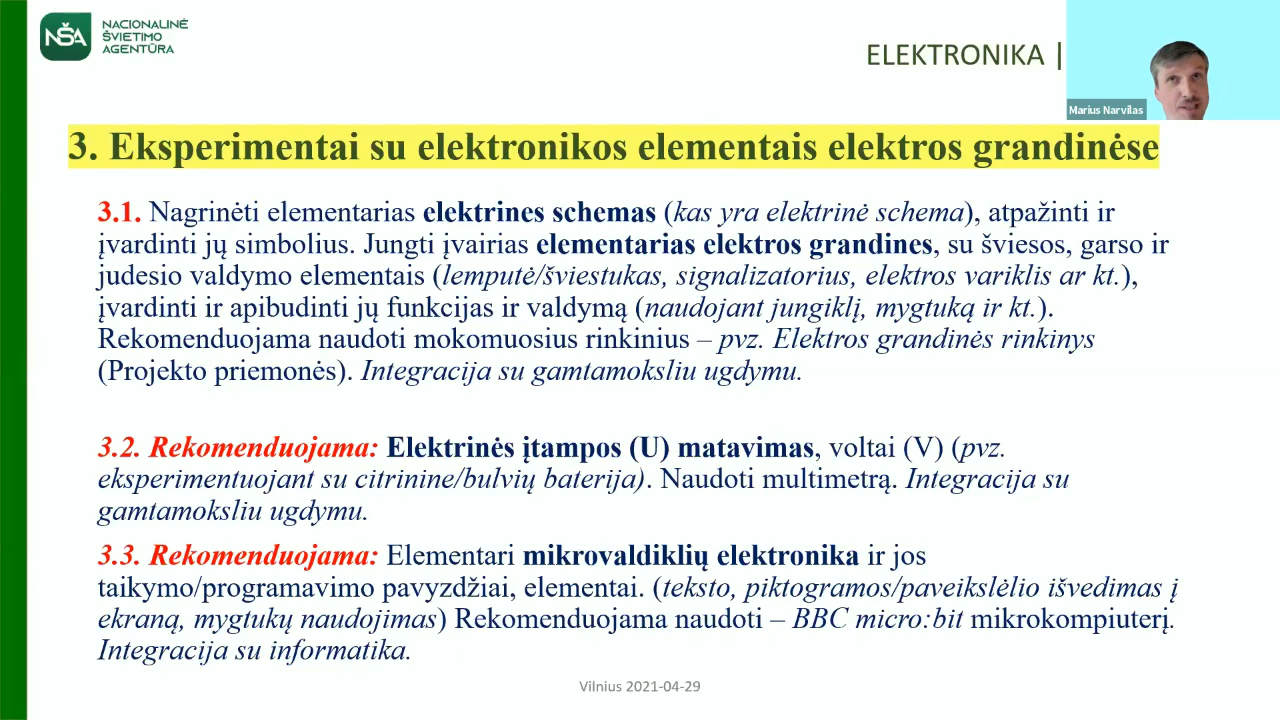 NŠA
NACIONALINĖ
ŠVIETIMO
AGENTŪRA
ELEKTRONIKA |
Marius Narvilas
3. Eksperimentai su elektronikos elementais elektros grandinėse
3.1. Nagrinėti elementarias elektrines schemas (kas yra elektrinė schema), atpažinti ir
įvardinti jų simbolius. Jungti įvairias elementarias elektros grandines, su šviesos, garso ir
judesio valdymo elementais (lemputė/šviestukas, signalizatorius, elektros variklis ar kt.),
įvardinti ir apibudinti jų funkcijas ir valdymą (naudojant jungiklį, mygtuką ir kt.).
Rekomenduojama naudoti mokomuosius rinkinius – pvz. Elektros grandinės rinkinys
(Projekto priemonės). Integracija su gamtamoksliu ugdymu.
3.2. Rekomenduojama: Elektrinės įtampos (U) matavimas, voltai (V) (pvz.
eksperimentuojant su citrinine/bulvių baterija). Naudoti multimetrą. Integracija su
gamtamoksliu ugdymu.
3.3. Rekomenduojama: Elementari mikrovaldiklių elektronika ir jos
taikymo/programavimo pavyzdžiai, elementai. (teksto, piktogramos/paveikslėlio išvedimas į
ekraną, mygtukų naudojimas) Rekomenduojama naudoti – BBC micro:bit mikrokompiuterį.
Integracija su informatika.
Vilnius 2021-04-29